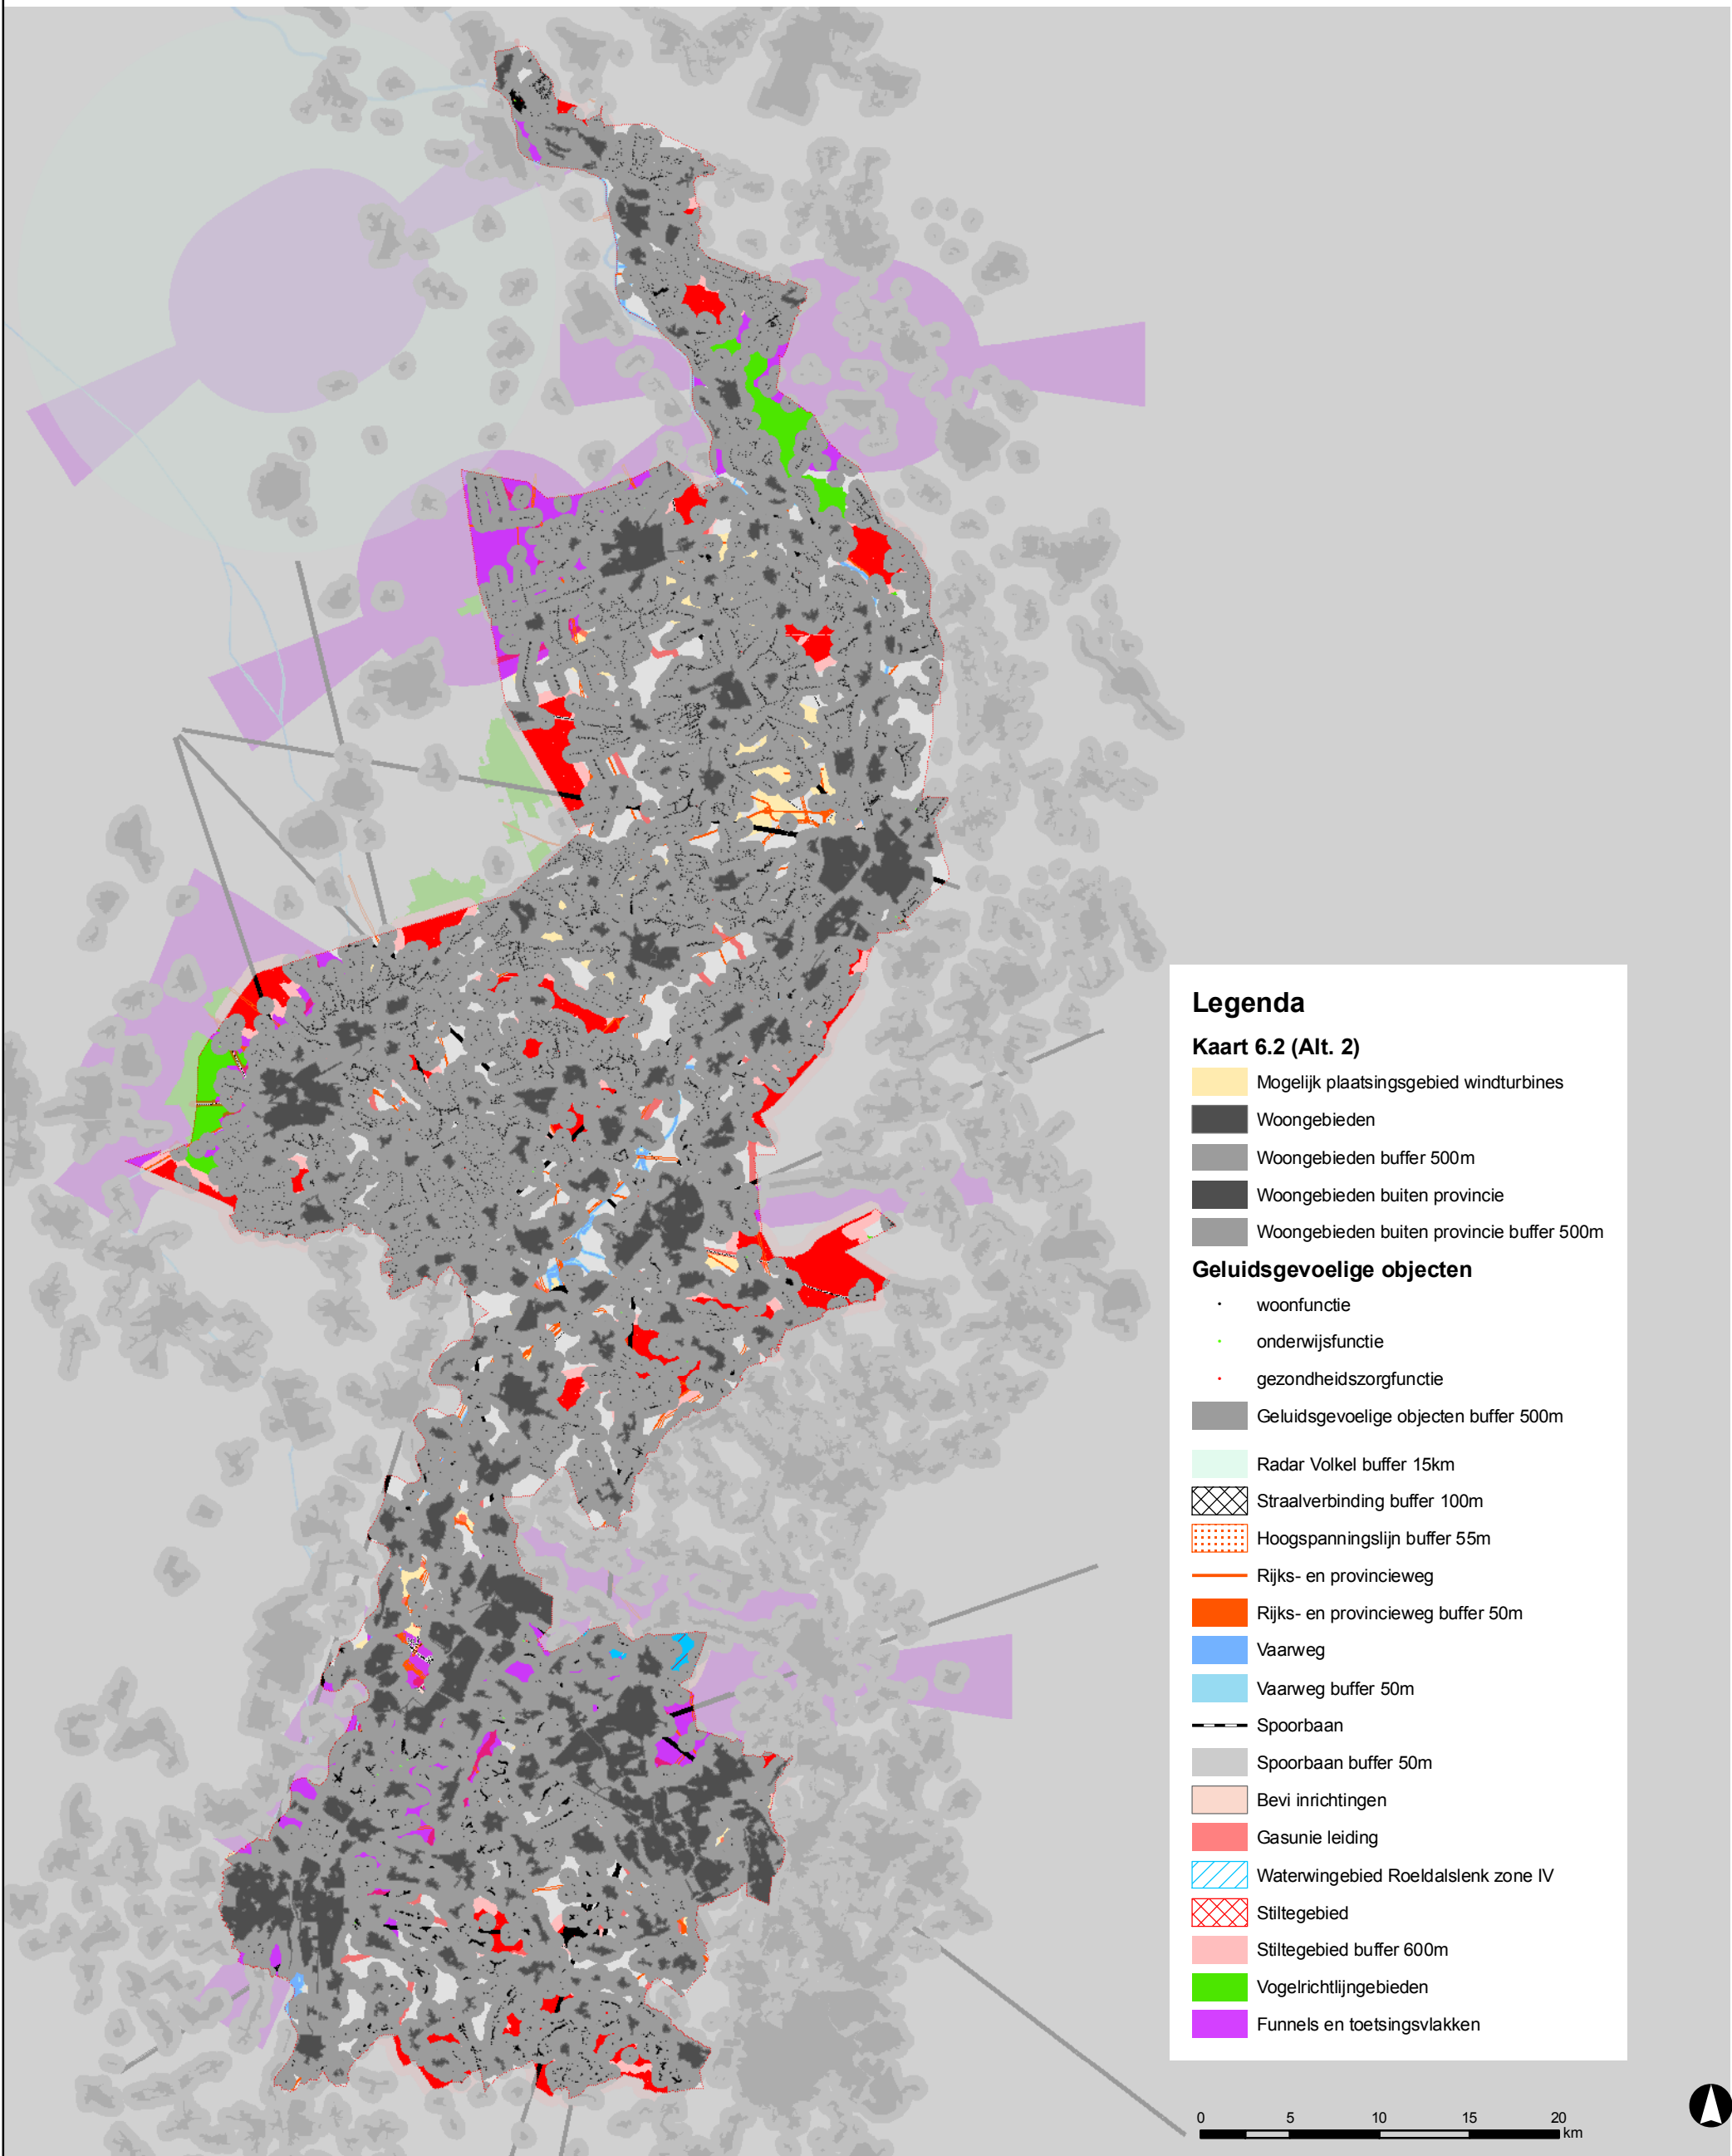 Legenda
Kaart 6.2 (Alt. 2)
Mogelijk plaatsingsgebied windturbines
Woongebieden
Woongebieden buffer 500m
Woongebieden buiten provincie
Woongebieden buiten provincie buffer 500m
Geluidsgevoelige objecten
woonfunctie
onderwijsfunctie
gezondheidszorgfunctie
Geluidsgevoelige objecten buffer 500m
Radar Volkel buffer 15km
Straalverbinding buffer 100m
Hoogspanningslijn buffer 55m
Rijks- en provincieweg
Rijks- en provincieweg buffer 50m
Vaarweg
Vaarweg buffer 50m
Spoorbaan
Spoorbaan buffer 50m
Bevi inrichtingen
Gasunie leiding
Waterwingebied Roeldalslenk zone IV
Stiltegebied
Stiltegebied buffer 600m
Vogelrichtlijngebieden
Funnels en toetsingsvlakken
0 5 10 15 20
km